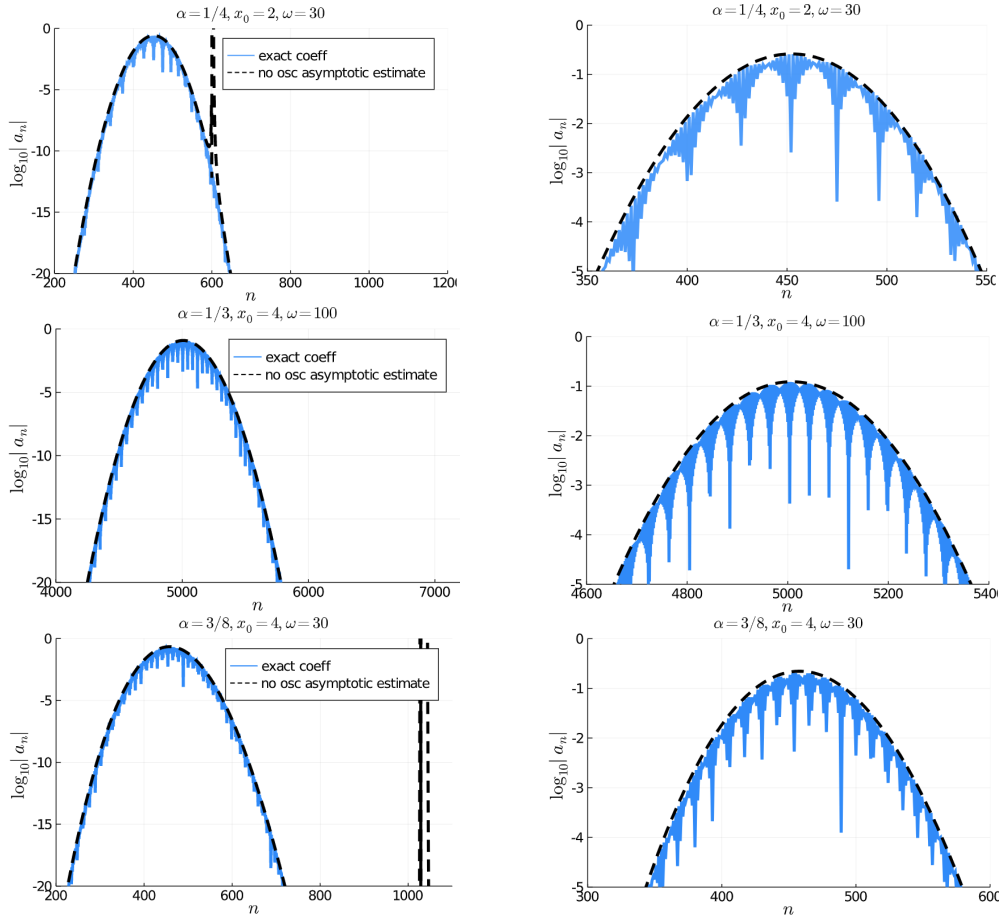 α = 1/4, x₀ = 2, ω = 30
0
-5
-10
-15
-20
log₁₀| aₙ|
exact coeff
no osc asymptotic estimate
200 400 600 800 1000 120
n
α = 1/4, x₀ = 2, ω = 30
0
-1
-2
-3
-4
-5
log₁₀| aₙ|
350 400 450 500 550
n
α = 1/3, x₀ = 4, ω = 100
0
-5
-10
-15
-20
log₁₀| aₙ|
exact coeff
no osc asymptotic estimate
4000 5000 6000 7000
n
α = 1/3, x₀ = 4, ω = 100
0
-1
-2
-3
-4
-5
log₁₀| aₙ|
4600 4800 5000 5200 540
n
α = 3/8, x₀ = 4, ω = 30
0
-5
-10
-15
-20
log₁₀| aₙ|
exact coeff
no osc asymptotic estimate
200 400 600 800 1000
n
α = 3/8, x₀ = 4, ω = 30
0
-1
-2
-3
-4
-5
log₁₀| aₙ|
300 400 500 600
n